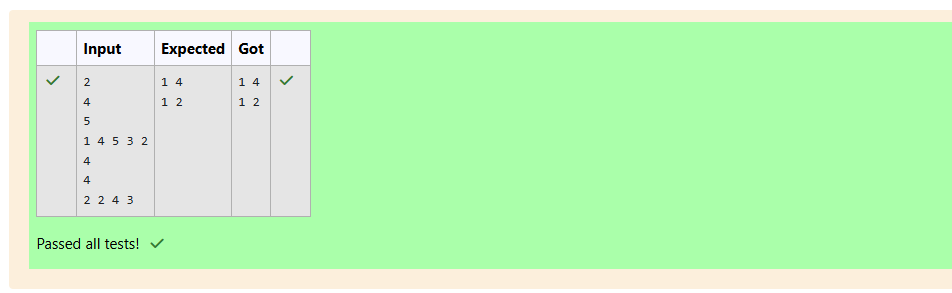 Input Expected Got
2 1 4 1 4
4 1 2 1 2
5
1 4 5 3 2
4
4
2 2 4 3
Passed all tests!